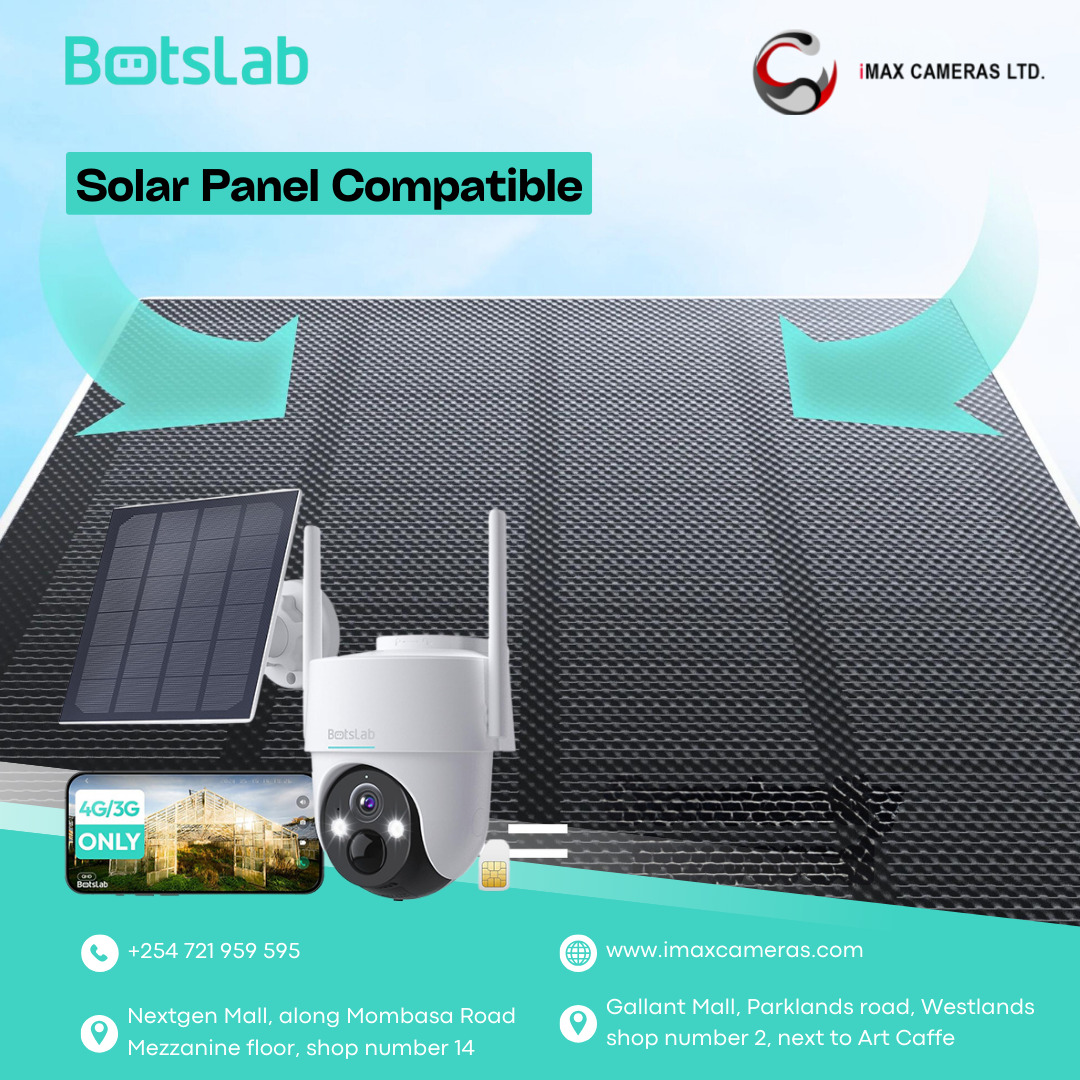 BotsLab
iMAX CAMERAS LTD.
Solar Panel Compatible
BotsLab
4G/3G
ONLY
QHD
BotsLab
+254 721 959 595
www.imaxcameras.com
Nextgen Mall, along Mombasa Road
Mezzanine floor, shop number 14
Gallant Mall, Parklands road, Westlands
shop number 2, next to Art Caffe